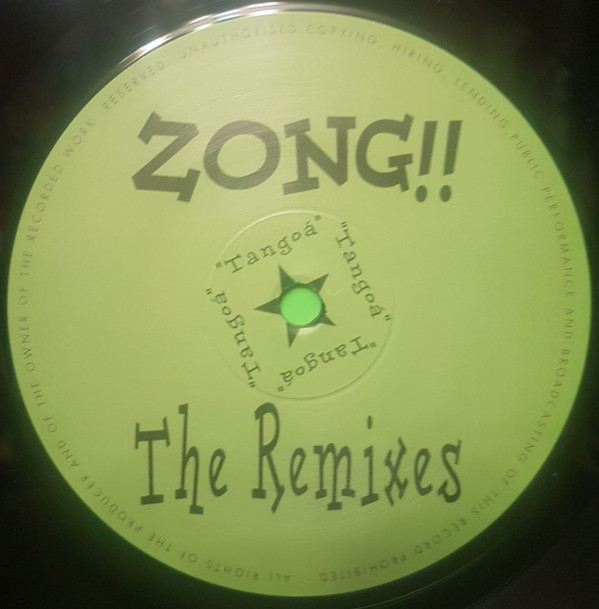 ZONG!!
"Tangoá"
"Tangoá"
"Tangoá"
"Tangoá"
The Remixes
ALL RIGHTS OF THE PRODUCER AND OF THE OWNER OF THE RECORDED WORK RESERVED. UNAUTHORISED COPYING, HIRING, LENDING, PUBLIC PERFORMANCE AND BROADCASTING OF THIS RECORD PROHIBITED ·